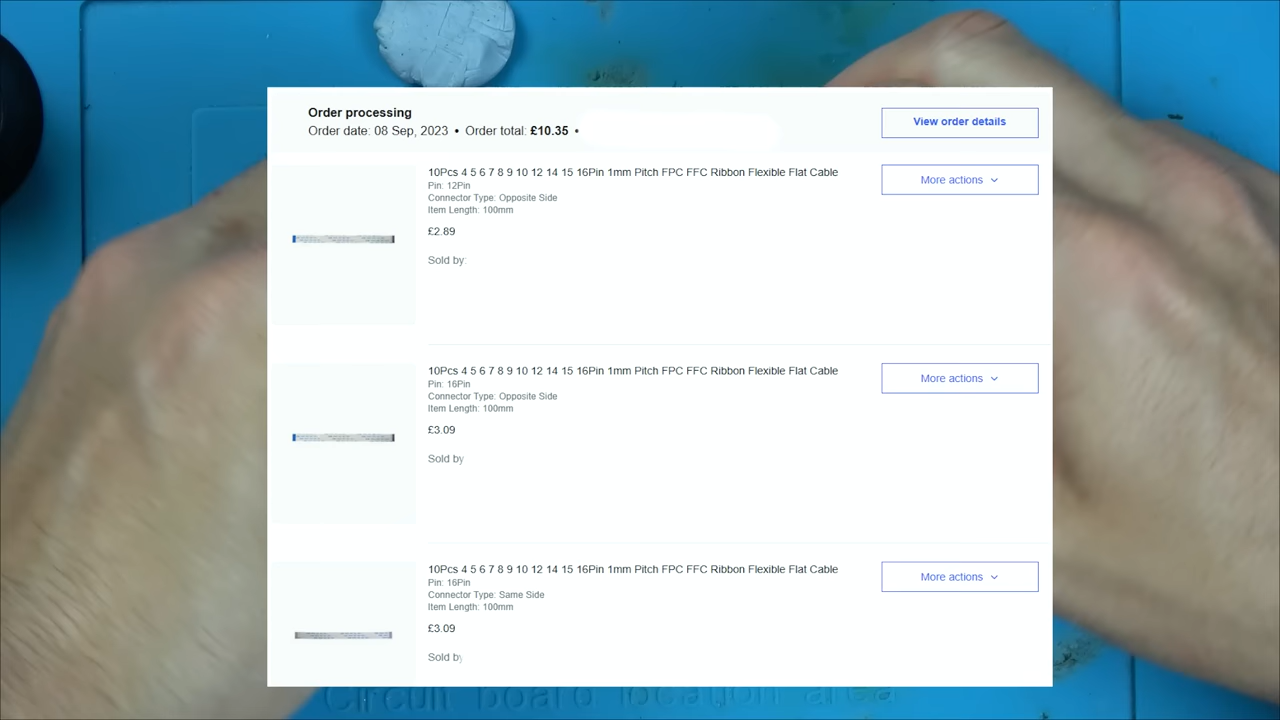 Order processing
Order date: 08 Sep, 2023 • Order total: £10.35 •
View order details
10Pcs 4 5 6 7 8 9 10 12 14 15 16Pin 1mm Pitch FPC FFC Ribbon Flexible Flat Cable
More actions
Pin: 12Pin
Connector Type: Opposite Side
Item Length: 100mm
£2.89
Sold by:
10Pcs 4 5 6 7 8 9 10 12 14 15 16Pin 1mm Pitch FPC FFC Ribbon Flexible Flat Cable
More actions
Pin: 16Pin
Connector Type: Opposite Side
Item Length: 100mm
£3.09
Sold by
10Pcs 4 5 6 7 8 9 10 12 14 15 16Pin 1mm Pitch FPC FFC Ribbon Flexible Flat Cable
More actions
Pin: 16Pin
Connector Type: Same Side
Item Length: 100mm
£3.09
Sold by
Circuit board location area